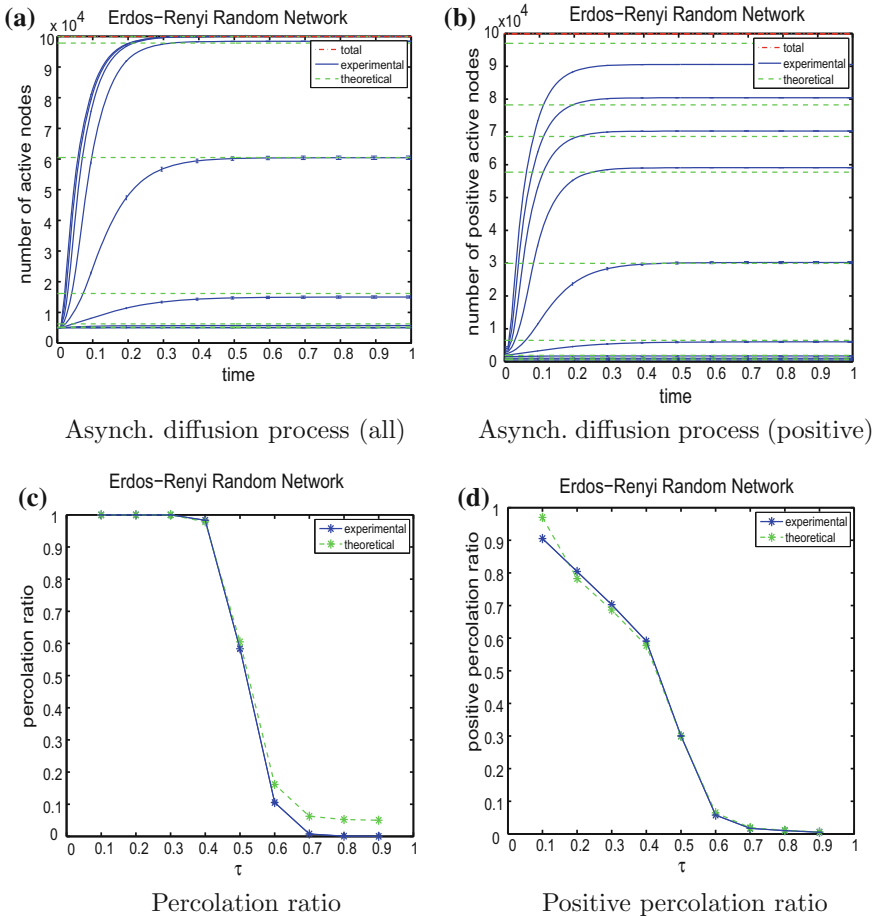 (a)
Erdos−Renyi Random Network
x 10^4
10
9
8
7
6
5
4
3
2
1
0
number of active nodes
total
experimental
theoretical
0 0.1 0.2 0.3 0.4 0.5 0.6 0.7 0.8 0.9 1
time
Asynch. diffusion process (all)
(b)
Erdos−Renyi Random Network
x10^4
10
9
8
7
6
5
4
3
2
1
0
number of positive active nodes
total
experimental
theoretical
0 0.1 0.2 0.3 0.4 0.5 0.6 0.7 0.8 0.9 1
time
Asynch. diffusion process (positive)
(c)
Erdos−Renyi Random Network
1
0.9
0.8
0.7
0.6
0.5
0.4
0.3
0.2
0.1
0
percolation ratio
experimental
theoretical
0 0.1 0.2 0.3 0.4 0.5 0.6 0.7 0.8 0.9 1
τ
Percolation ratio
(d)
Erdos−Renyi Random Network
1
0.9
0.8
0.7
0.6
0.5
0.4
0.3
0.2
0.1
0
positive percolation ratio
experimental
theoretical
0 0.1 0.2 0.3 0.4 0.5 0.6 0.7 0.8 0.9 1
τ
Positive percolation ratio